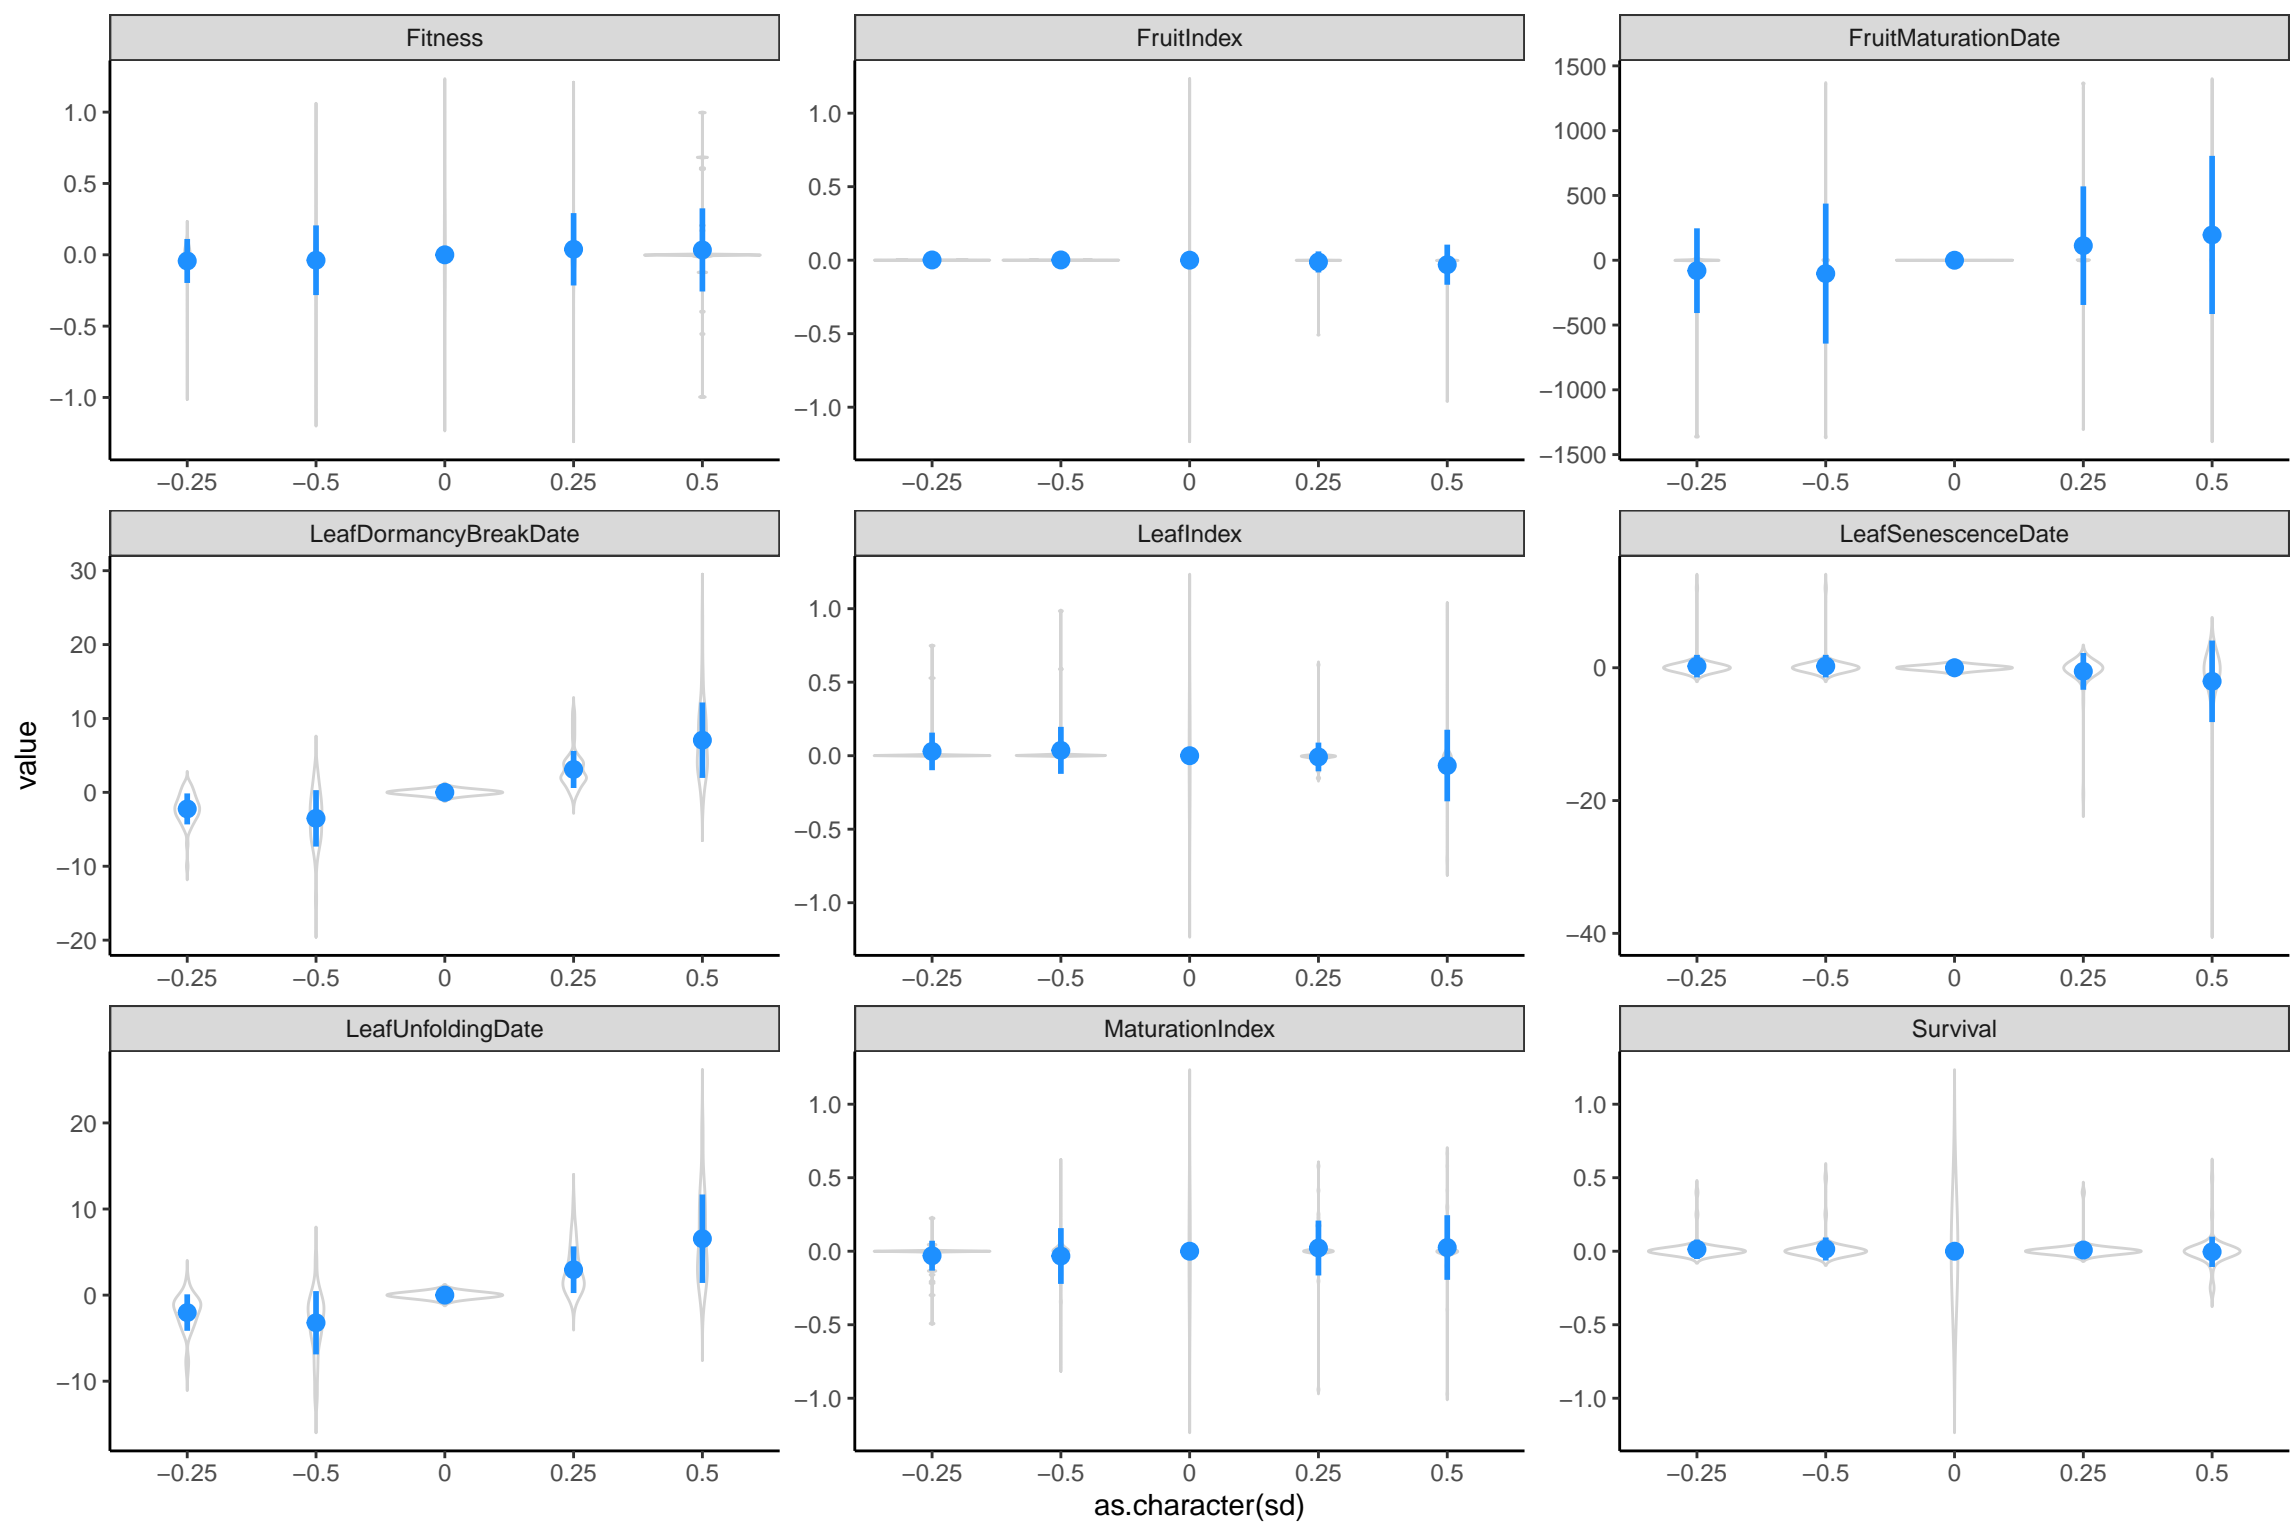 Fitness
FruitIndex
FruitMaturationDate
1.0
0.5
0.0
−0.5
−1.0
−0.25 −0.5 0 0.25 0.5
1.0
0.5
0.0
−0.5
−1.0
−0.25 −0.5 0 0.25 0.5
1500
1000
500
0
−500
−1000
−1500
−0.25 −0.5 0 0.25 0.5
LeafDormancyBreakDate
LeafIndex
LeafSenescenceDate
30
20
10
0
−10
−20
−0.25 −0.5 0 0.25 0.5
1.0
0.5
0.0
−0.5
−1.0
−0.25 −0.5 0 0.25 0.5
0
−20
−40
−0.25 −0.5 0 0.25 0.5
LeafUnfoldingDate
MaturationIndex
Survival
20
10
0
−10
−0.25 −0.5 0 0.25 0.5
1.0
0.5
0.0
−0.5
−1.0
−0.25 −0.5 0 0.25 0.5
1.0
0.5
0.0
−0.5
−1.0
−0.25 −0.5 0 0.25 0.5
value
as.character(sd)